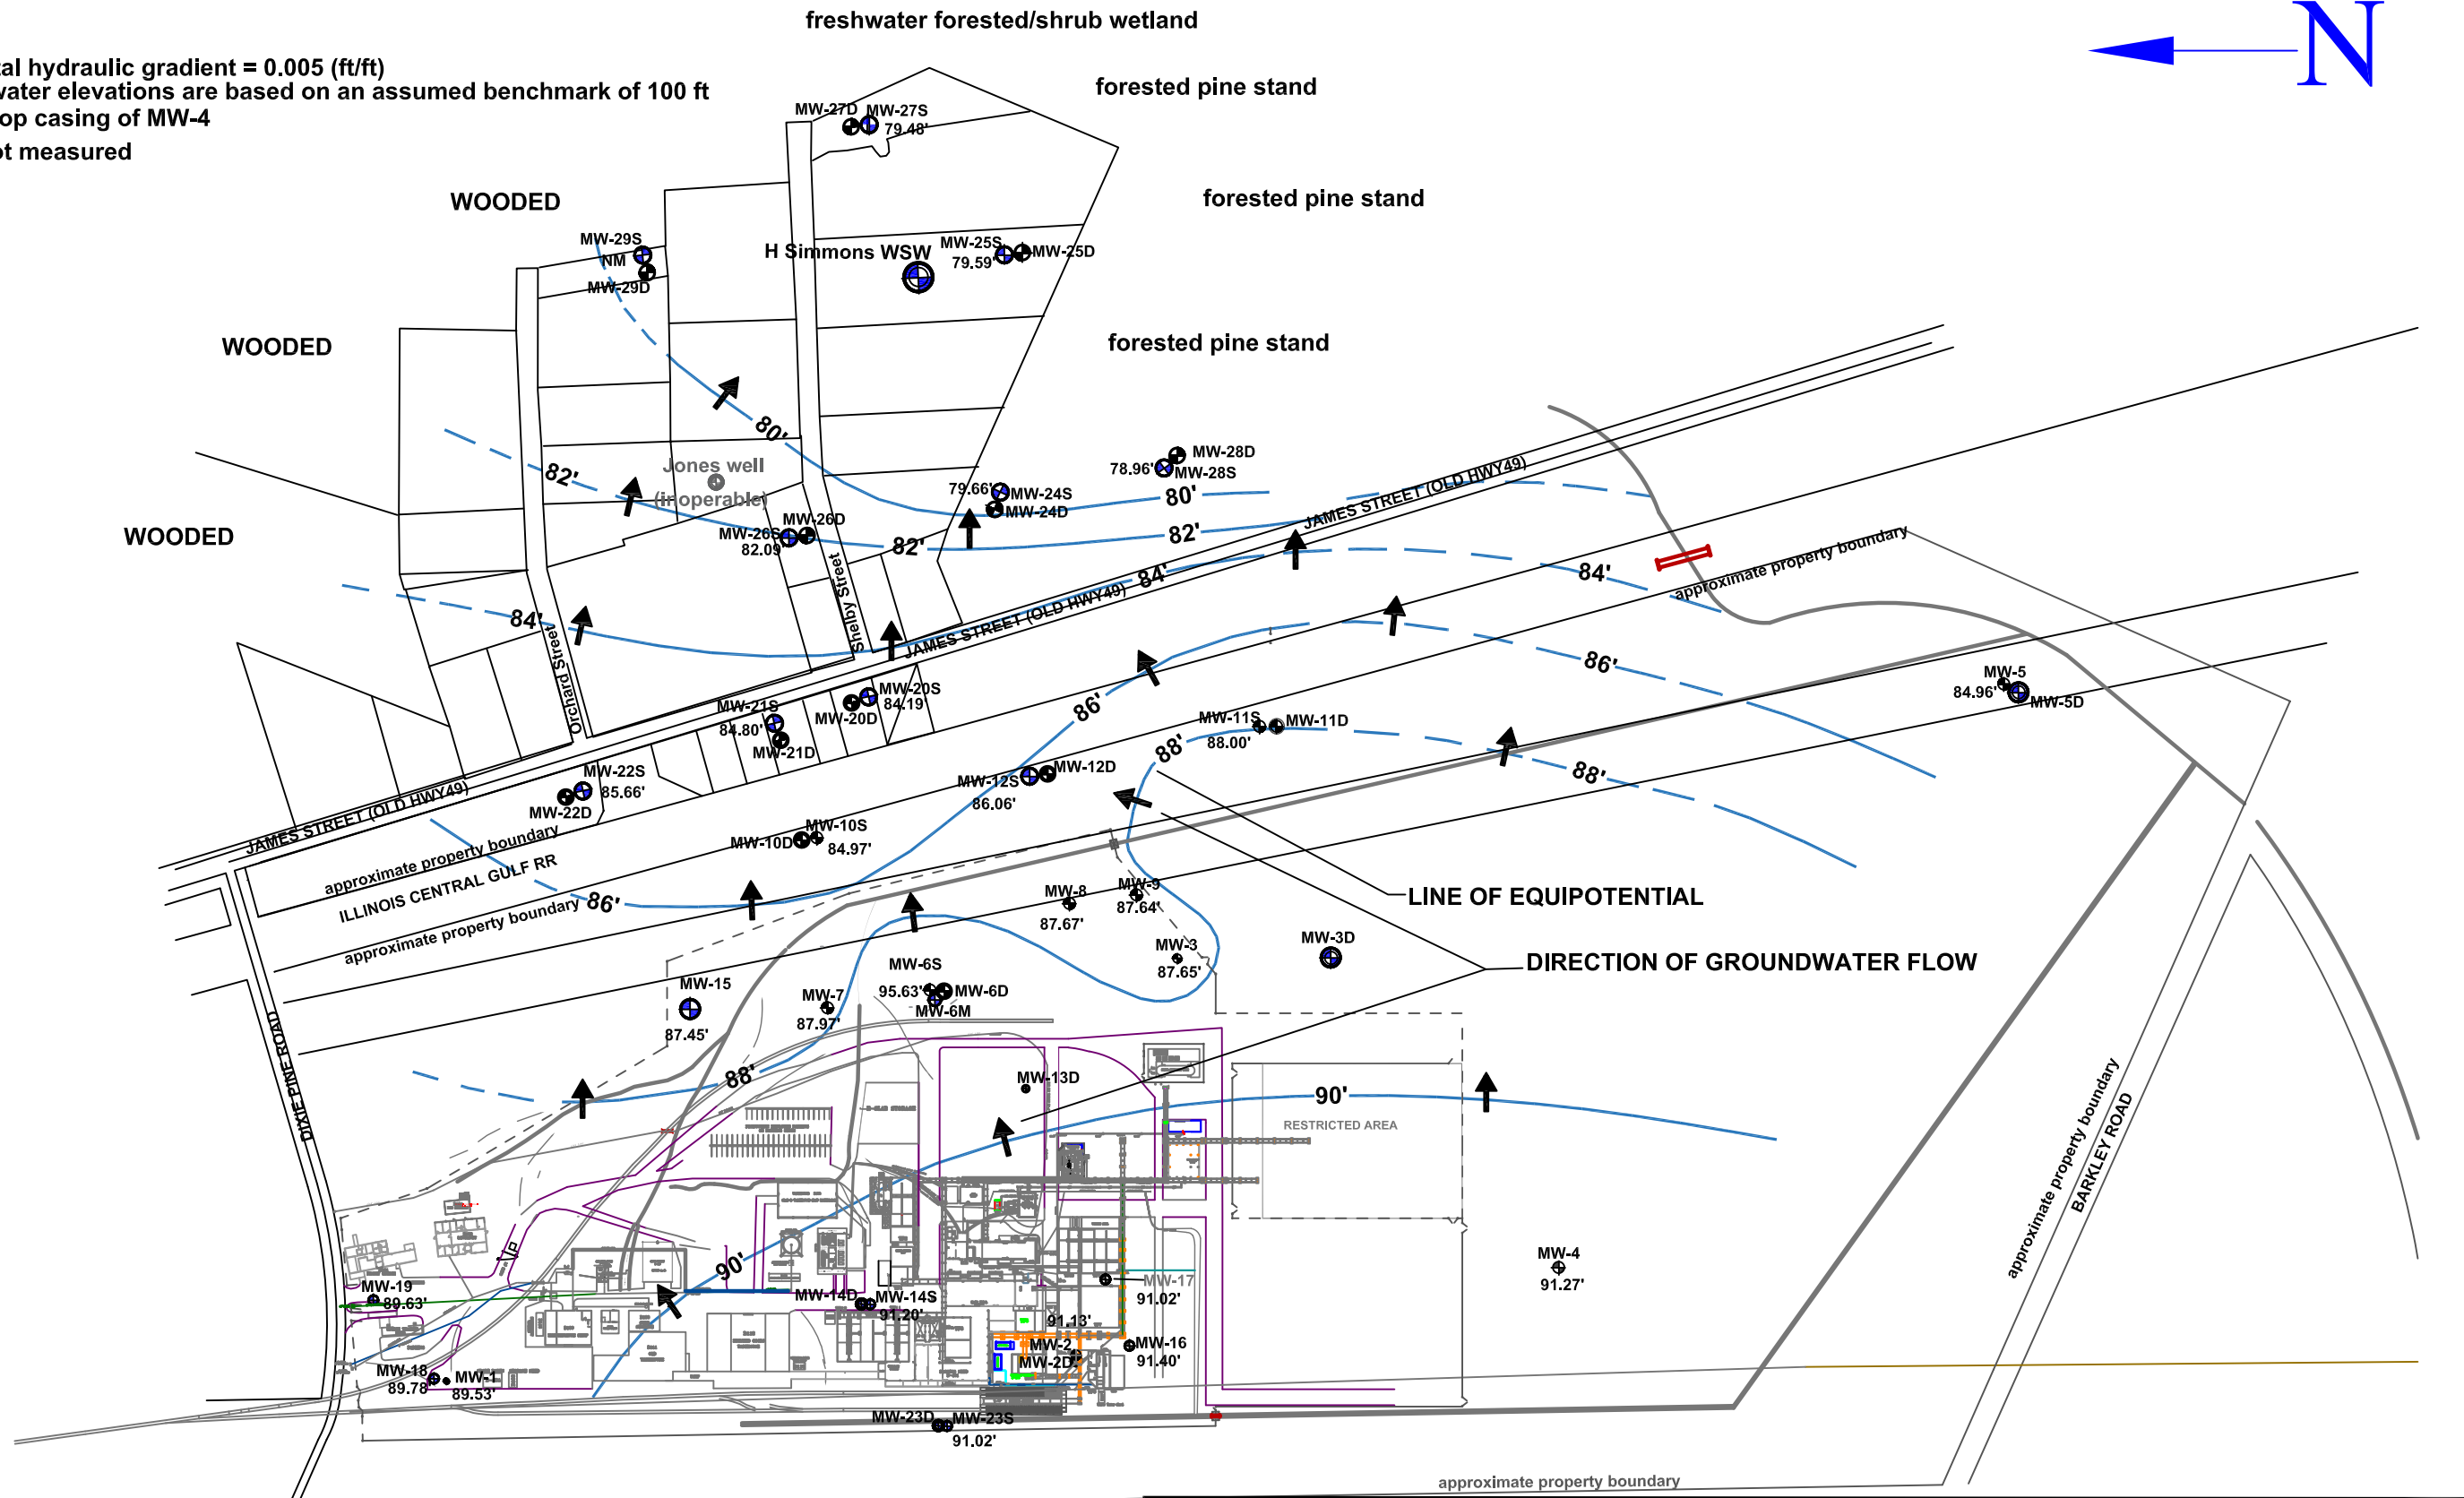 freshwater forested/shrub wetland
N
tal hydraulic gradient = 0.005 (ft/ft)
water elevations are based on an assumed benchmark of 100 ft
top casing of MW-4
ot measured
forested pine stand
MW-27D
MW-27S
79.48'
WOODED
forested pine stand
MW-29S
NM
MW-29D
H Simmons WSW
MW-25S
79.59'
MW-25D
WOODED
forested pine stand
80'
82'
Jones well
(inoperable)
MW-28D
78.96'
MW-28S
79.66'
MW-24S
MW-24D
80'
JAMES STREET (OLD HWY49)
WOODED
MW-26D
MW-26S
82.09'
82'
82'
Shelby Street
84'
84'
approximate property boundary
84'
Orchard Street
JAMES STREET (OLD HWY49)
86'
MW-5
84.96'
MW-5D
MW-20S
84.19'
MW-20D
MW-21S
84.80'
MW-21D
86'
MW-11S
MW-11D
88.00'
88'
MW-22S
85.66'
MW-22D
MW-12D
MW-12S
86.06'
88'
JAMES STREET (OLD HWY49)
MW-10S
MW-10D
84.97'
approximate property boundary
ILLINOIS CENTRAL GULF RR
approximate property boundary
86'
MW-8
87.67'
MW-9
87.64'
LINE OF EQUIPOTENTIAL
MW-3
87.65'
MW-3D
DIRECTION OF GROUNDWATER FLOW
MW-15
87.45'
MW-7
87.97'
MW-6S
95.63'
MW-6D
MW-6M
DIXIE PINE ROAD
88'
MW-13D
90'
RESTRICTED AREA
approximate property boundary
BARKLEY ROAD
90'
MW-4
91.27'
MW-19
89.63'
MW-14D
MW-14S
91.20'
MW-17
91.02'
91.13'
MW-2
MW-2D
MW-16
91.40'
MW-18
89.78'
MW-1
89.53'
MW-23D
MW-23S
91.02'
approximate property boundary